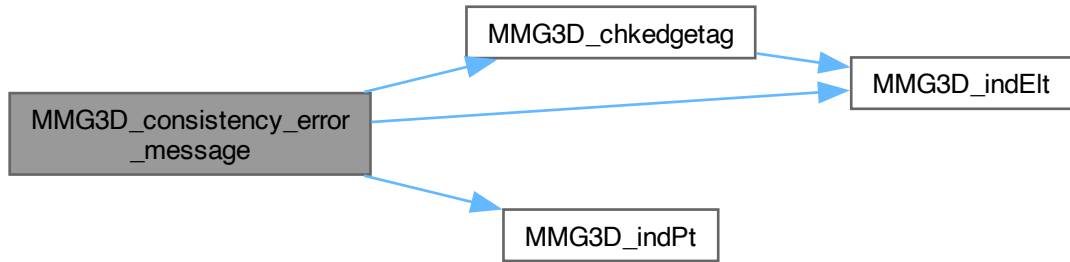 MMG3D_consistency_error
_message
MMG3D_chkedgetag
MMG3D_indElt
MMG3D_indPt